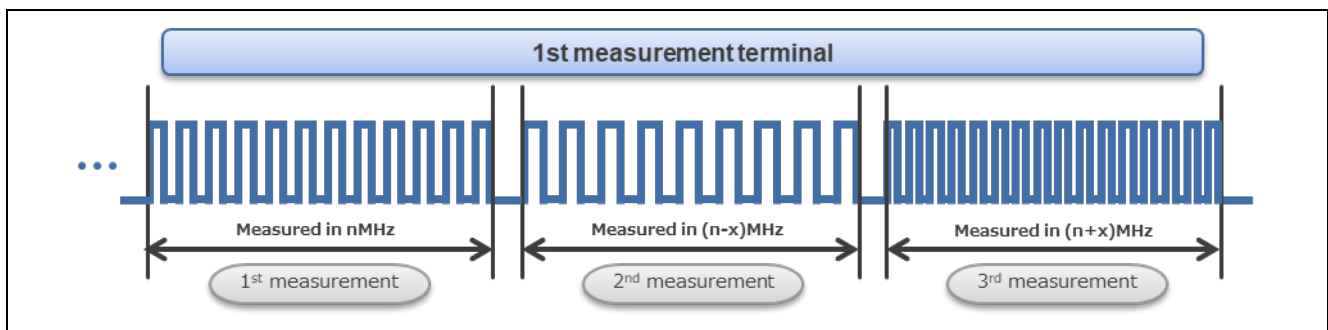 1st measurement terminal
...
Measured in nMHz
Measured in (n-x)MHz
Measured in (n+x)MHz
1st measurement
2nd measurement
3rd measurement